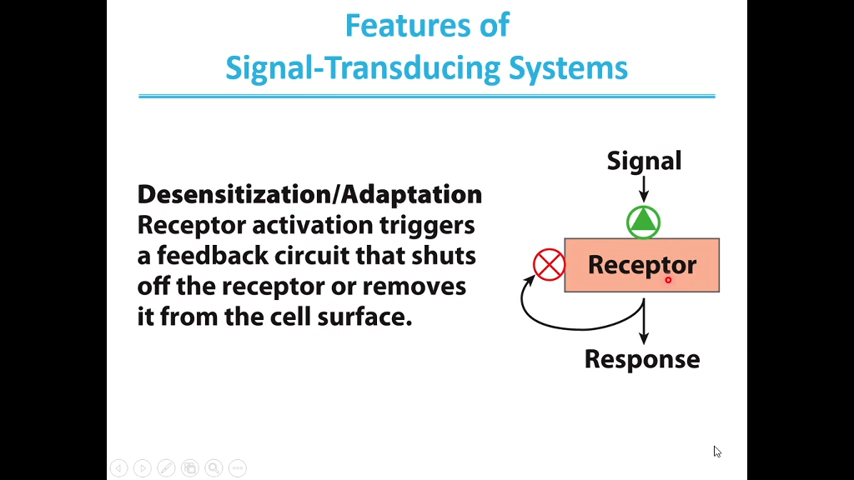 Features of
Signal-Transducing Systems
Desensitization/Adaptation
Receptor activation triggers
a feedback circuit that shuts
off the receptor or removes
it from the cell surface.
Signal
Receptor
Response